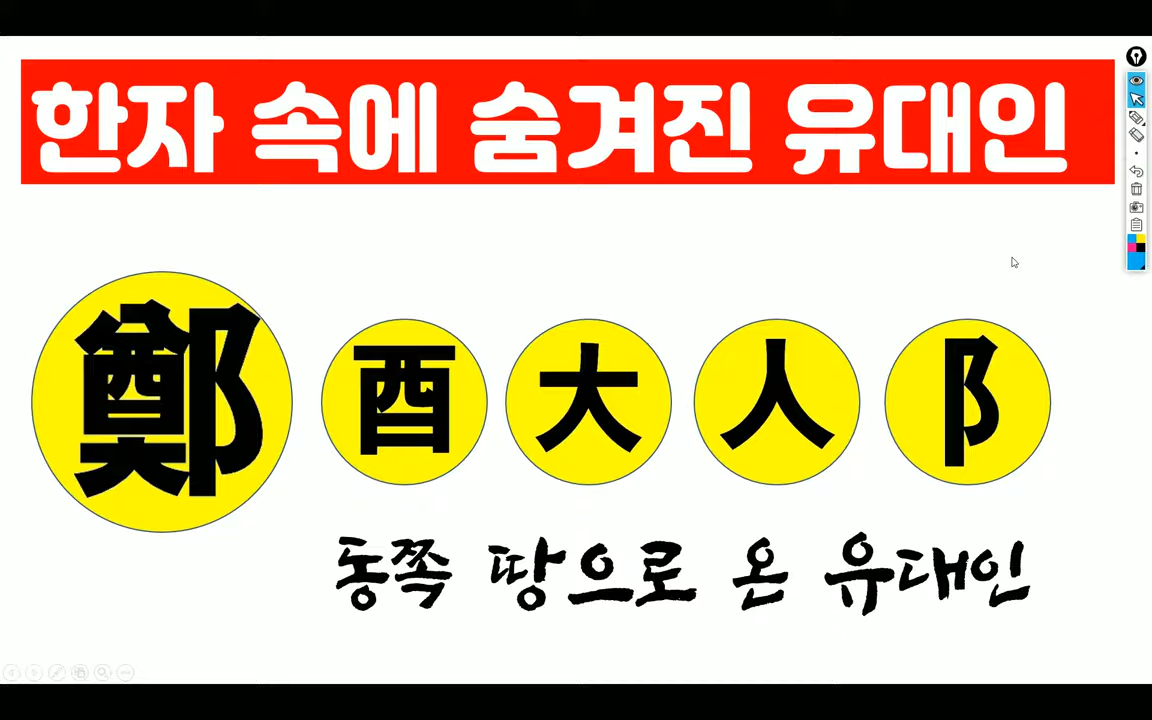 한자 속에 숨겨진 유대인
鄭 酉 大 人 阝
동쪽 땅으로 온 유대인